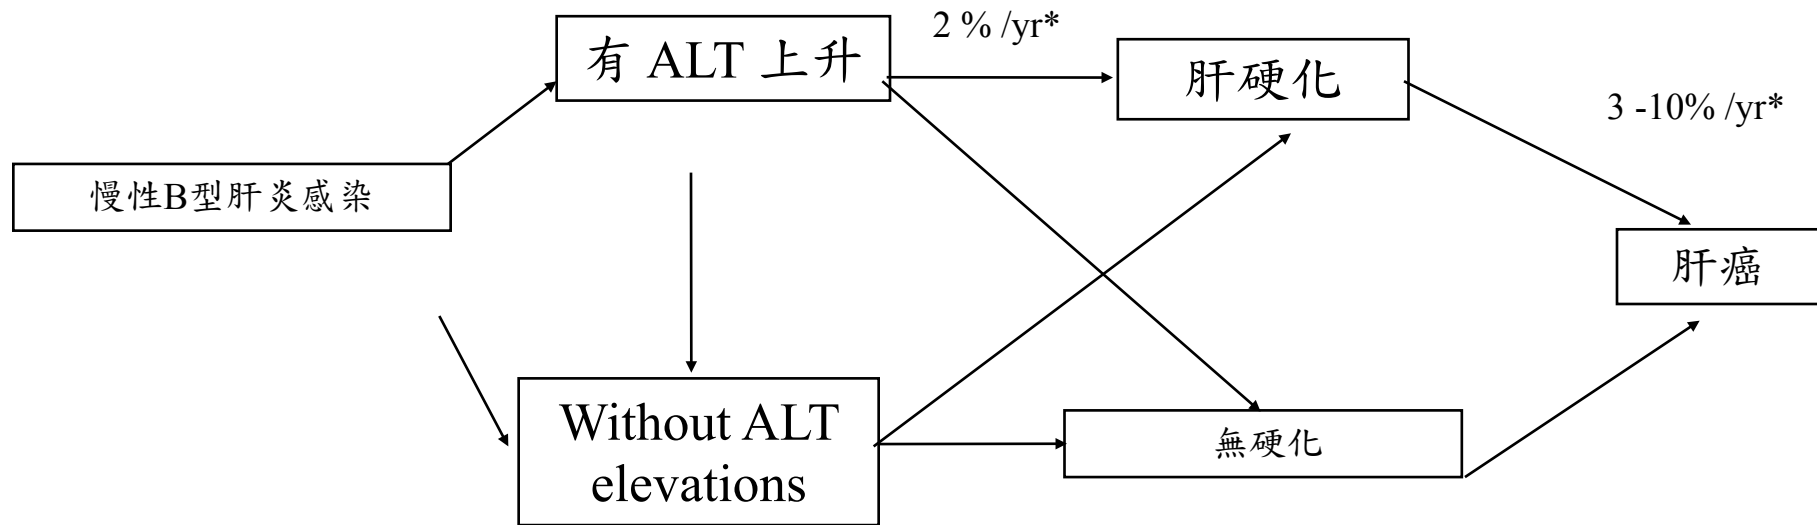 有 ALT 上升
2 % /yr*
肝硬化
3 -10% /yr*
慢性B型肝炎感染
肝癌
Without ALT
elevations
無硬化